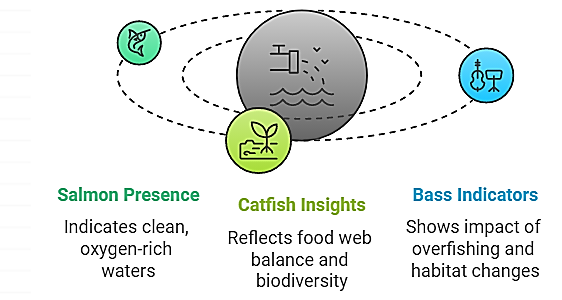 Salmon Presence
Indicates clean,
oxygen-rich
waters
Catfish Insights
Reflects food web
balance and
biodiversity
Bass Indicators
Shows impact of
overfishing and
habitat changes